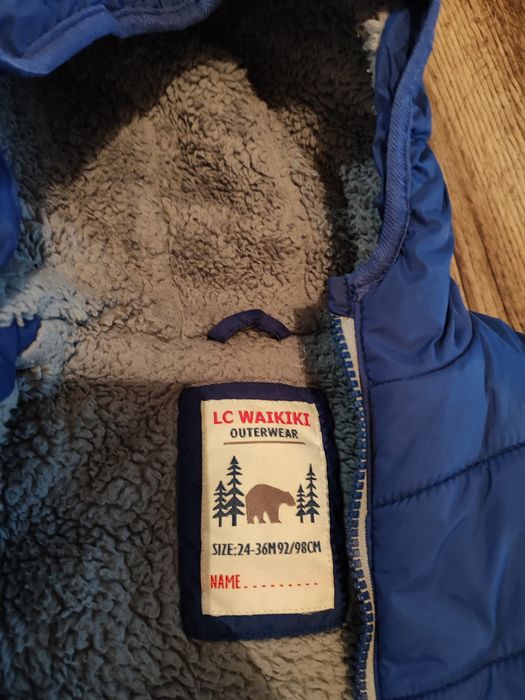 LC WAIKIKI
OUTERWEAR
SIZE:24-36M 92/98CM
NAME.........